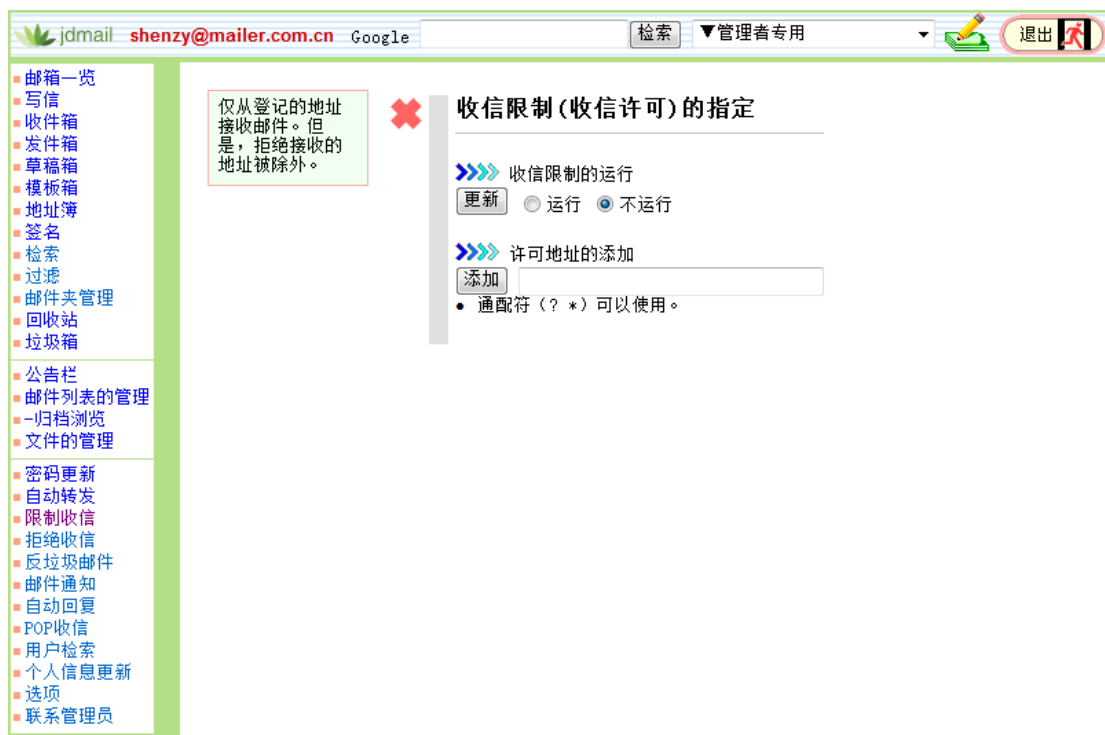 jdmail shenzy@mailer.com.cn Google 检索 ▼管理者专用 退出
邮箱一览
写信
收件箱
发件箱
草稿箱
模板箱
地址簿
签名
检索
过滤
邮件夹管理
回收站
垃圾箱
公告栏
邮件列表的管理
-归档浏览
文件的管理
密码更新
自动转发
限制收信
拒绝收信
反垃圾邮件
邮件通知
自动回复
POP收信
用户检索
个人信息更新
选项
联系管理员
仅从登记的地址
接收邮件。但
是，拒绝接收的
地址被除外。
收信限制(收信许可)的指定
收信限制的运行
更新 运行 不运行
许可地址的添加
添加
• 通配符（? *）可以使用。